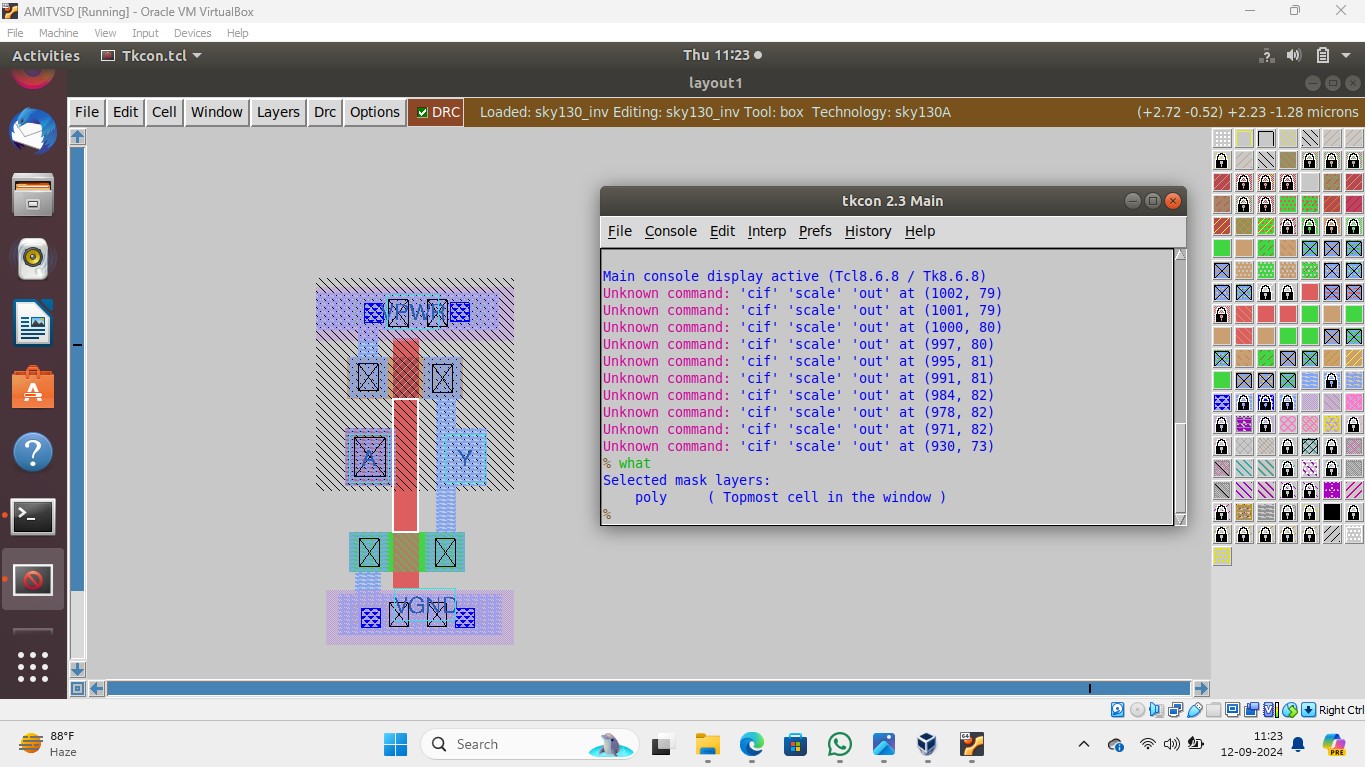 AMITVSD [Running] - Oracle VM VirtualBox
File Machine View Input Devices Help
Activities Tkcon.tcl Thu 11:23
layout1
File Edit Cell Window Layers Drc Options DRC Loaded: sky130_inv Editing: sky130_inv Tool: box Technology: sky130A (+2.72 -0.52) +2.23 -1.28 microns
tkcon 2.3 Main
File Console Edit Interp Prefs History Help
Main console display active (Tcl8.6.8 / Tk8.6.8)
Unknown command: 'cif' 'scale' 'out' at (1002, 79)
Unknown command: 'cif' 'scale' 'out' at (1001, 79)
Unknown command: 'cif' 'scale' 'out' at (1000, 80)
Unknown command: 'cif' 'scale' 'out' at (997, 80)
Unknown command: 'cif' 'scale' 'out' at (995, 81)
Unknown command: 'cif' 'scale' 'out' at (991, 81)
Unknown command: 'cif' 'scale' 'out' at (984, 82)
Unknown command: 'cif' 'scale' 'out' at (978, 82)
Unknown command: 'cif' 'scale' 'out' at (971, 82)
Unknown command: 'cif' 'scale' 'out' at (930, 73)
% what
Selected mask layers:
poly ( Topmost cell in the window )
%
VPWR
A Y
VGND
Right Ctrl
88°F
Haze
Search
11:23
12-09-2024
PRE